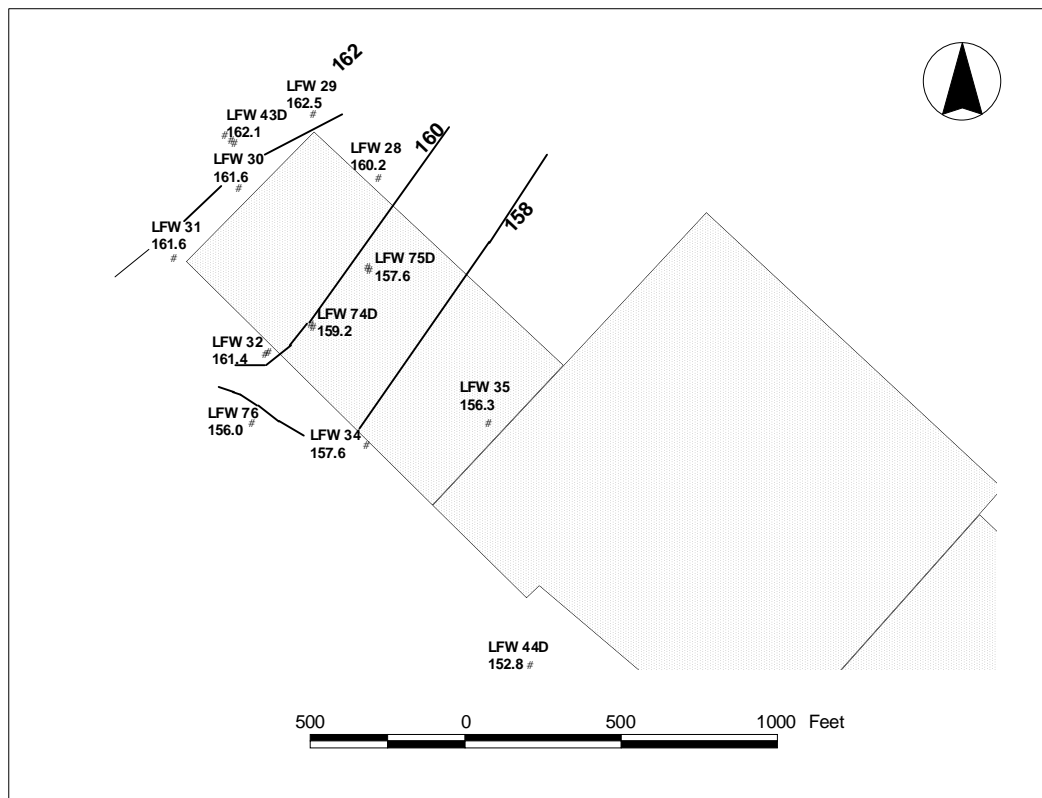 162
LFW 29
162.5
LFW 43D
162.1
160
LFW 28
160.2
LFW 30
161.6
158
LFW 31
161.6
LFW 75D
157.6
LFW 74D
159.2
LFW 32
161.4
LFW 35
156.3
LFW 76
156.0
LFW 34
157.6
LFW 44D
152.8
500 0 500 1000 Feet